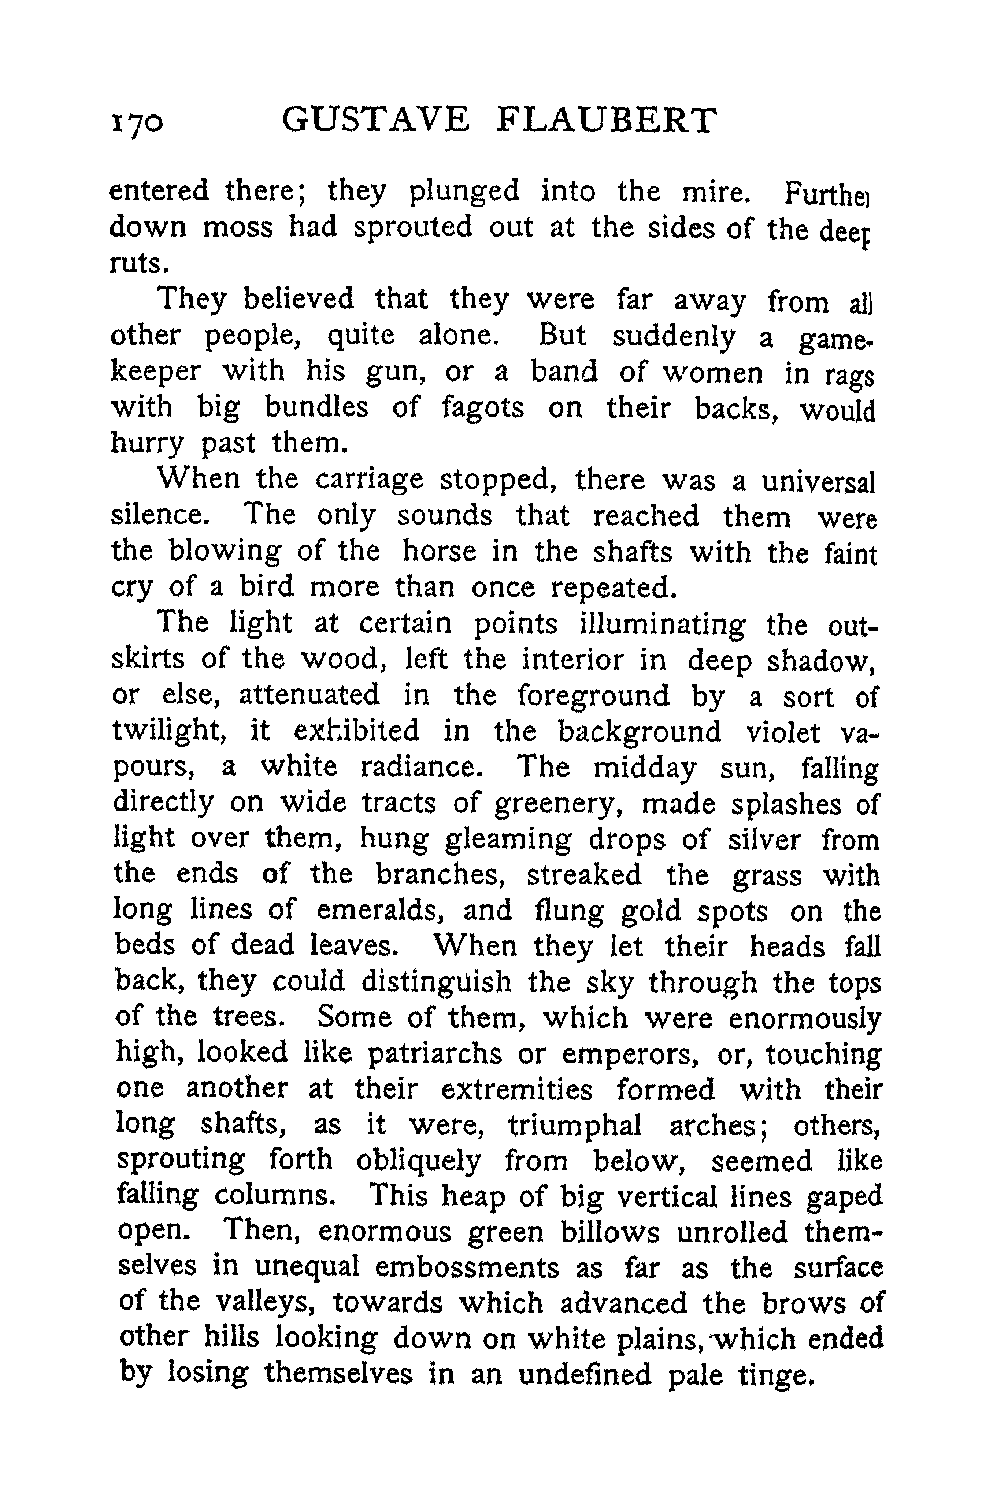 170 GUSTAVE FLAUBERT
entered there; they plunged into the mire. Further
down moss had sprouted out at the sides of the deep
ruts.
They believed that they were far away from all
other people, quite alone. But suddenly a game-
keeper with his gun, or a band of women in rags
with big bundles of fagots on their backs, would
hurry past them.
When the carriage stopped, there was a universal
silence. The only sounds that reached them were
the blowing of the horse in the shafts with the faint
cry of a bird more than once repeated.
The light at certain points illuminating the out-
skirts of the wood, left the interior in deep shadow,
or else, attenuated in the foreground by a sort of
twilight, it exhibited in the background violet va-
pours, a white radiance. The midday sun, falling
directly on wide tracts of greenery, made splashes of
light over them, hung gleaming drops of silver from
the ends of the branches, streaked the grass with
long lines of emeralds, and flung gold spots on the
beds of dead leaves. When they let their heads fall
back, they could distinguish the sky through the tops
of the trees. Some of them, which were enormously
high, looked like patriarchs or emperors, or, touching
one another at their extremities formed with their
long shafts, as it were, triumphal arches; others,
sprouting forth obliquely from below, seemed like
falling columns. This heap of big vertical lines gaped
open. Then, enormous green billows unrolled them-
selves in unequal embossments as far as the surface
of the valleys, towards which advanced the brows of
other hills looking down on white plains, which ended
by losing themselves in an undefined pale tinge.